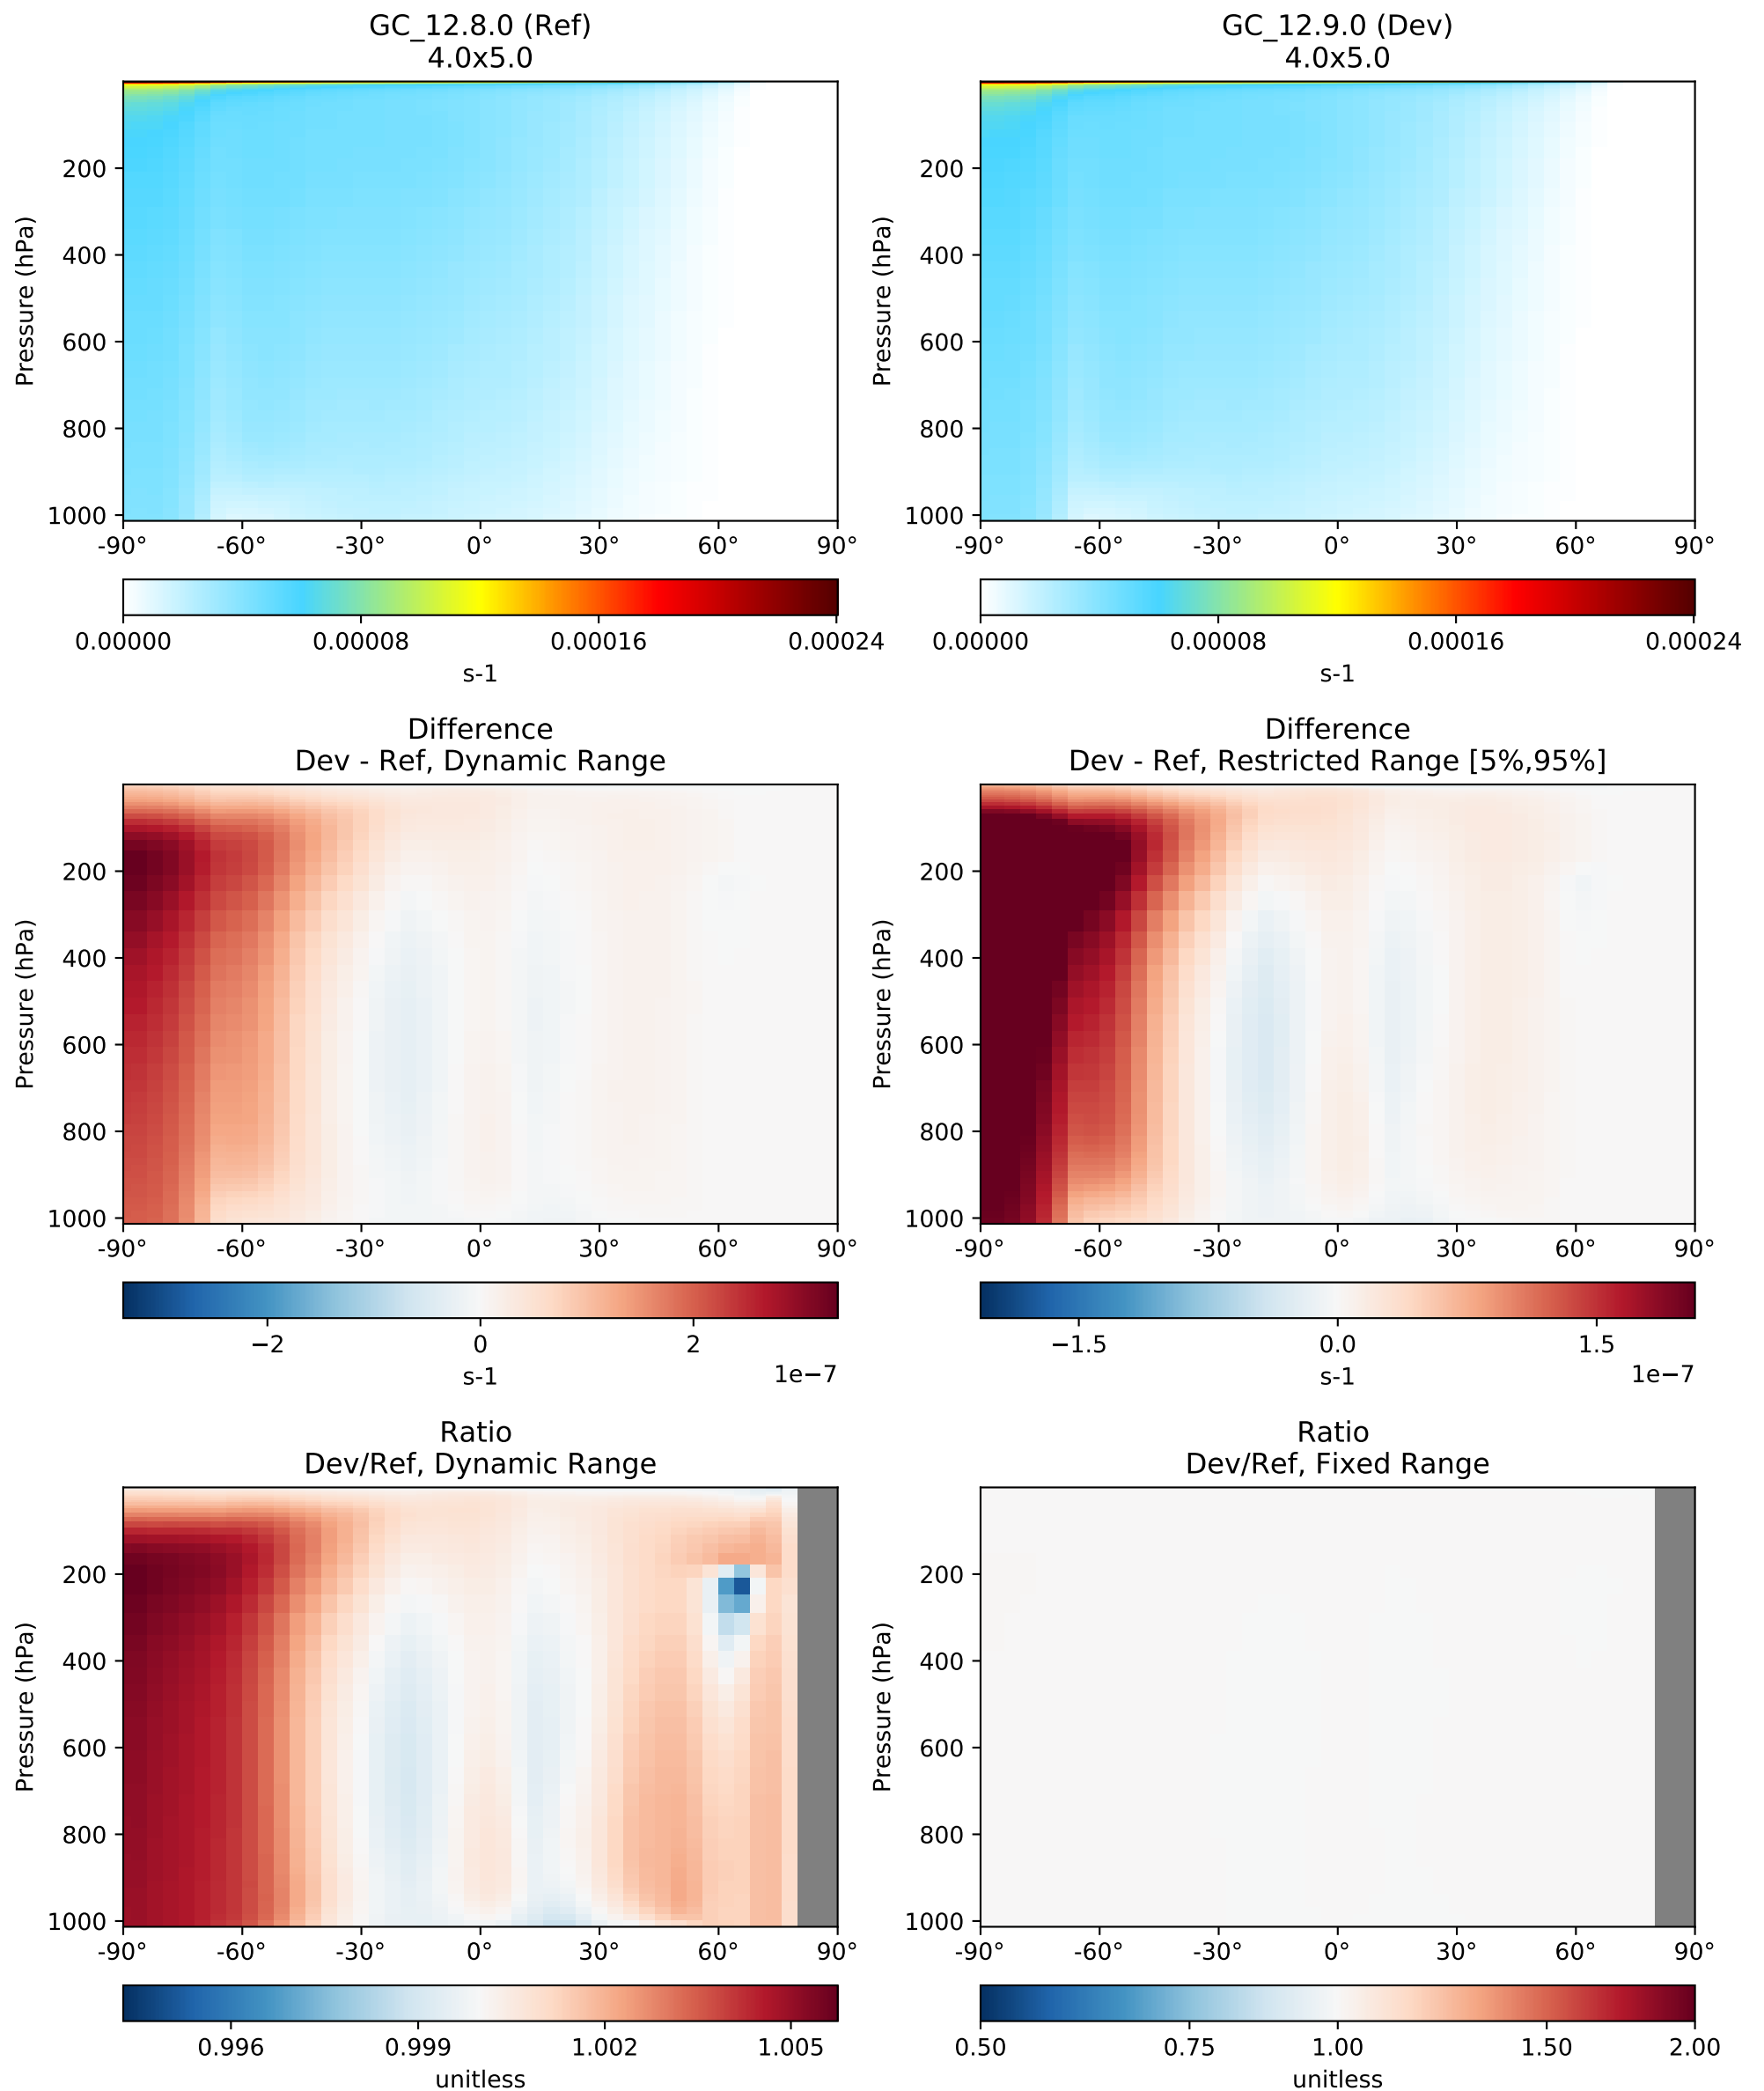 GC_12.8.0 (Ref)
4.0x5.0
Pressure (hPa)
200
400
600
800
1000
-90° -60° -30° 0° 30° 60° 90°
0.00000 0.00008 0.00016 0.00024
s-1
GC_12.9.0 (Dev)
4.0x5.0
Pressure (hPa)
200
400
600
800
1000
-90° -60° -30° 0° 30° 60° 90°
0.00000 0.00008 0.00016 0.00024
s-1
Difference
Dev - Ref, Dynamic Range
Pressure (hPa)
200
400
600
800
1000
-90° -60° -30° 0° 30° 60° 90°
−2 0 2
s-1 1e−7
Difference
Dev - Ref, Restricted Range [5%,95%]
Pressure (hPa)
200
400
600
800
1000
-90° -60° -30° 0° 30° 60° 90°
−1.5 0.0 1.5
s-1 1e−7
Ratio
Dev/Ref, Dynamic Range
Pressure (hPa)
200
400
600
800
1000
-90° -60° -30° 0° 30° 60° 90°
0.996 0.999 1.002 1.005
unitless
Ratio
Dev/Ref, Fixed Range
Pressure (hPa)
200
400
600
800
1000
-90° -60° -30° 0° 30° 60° 90°
0.50 0.75 1.00 1.50 2.00
unitless